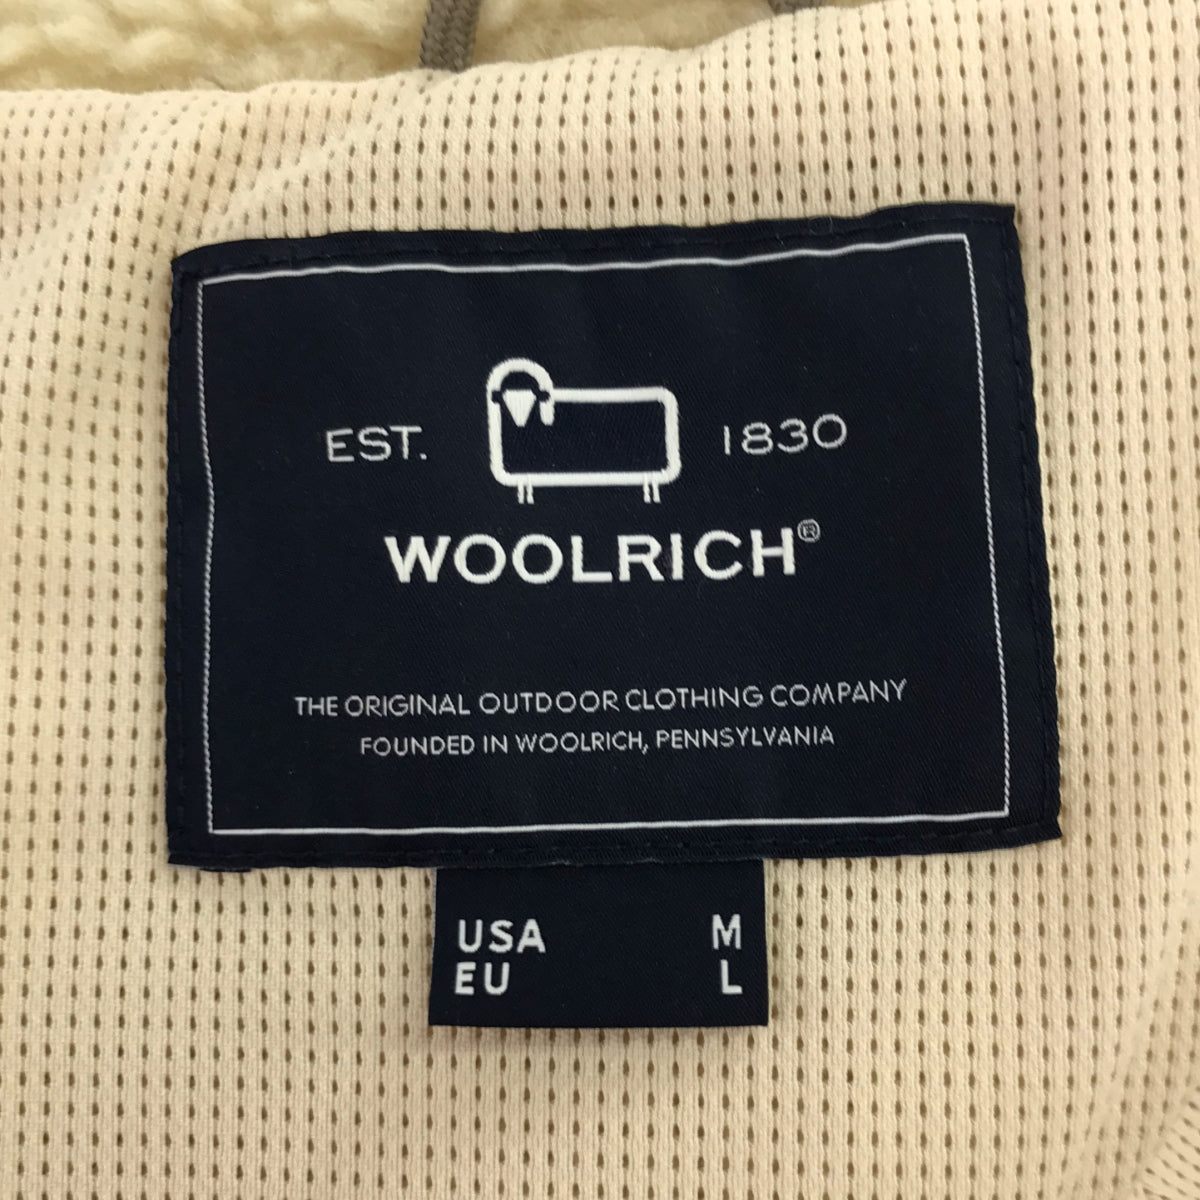 EST. 1830
WOOLRICH®
THE ORIGINAL OUTDOOR CLOTHING COMPANY
FOUNDED IN WOOLRICH, PENNSYLVANIA
USA M
EU L